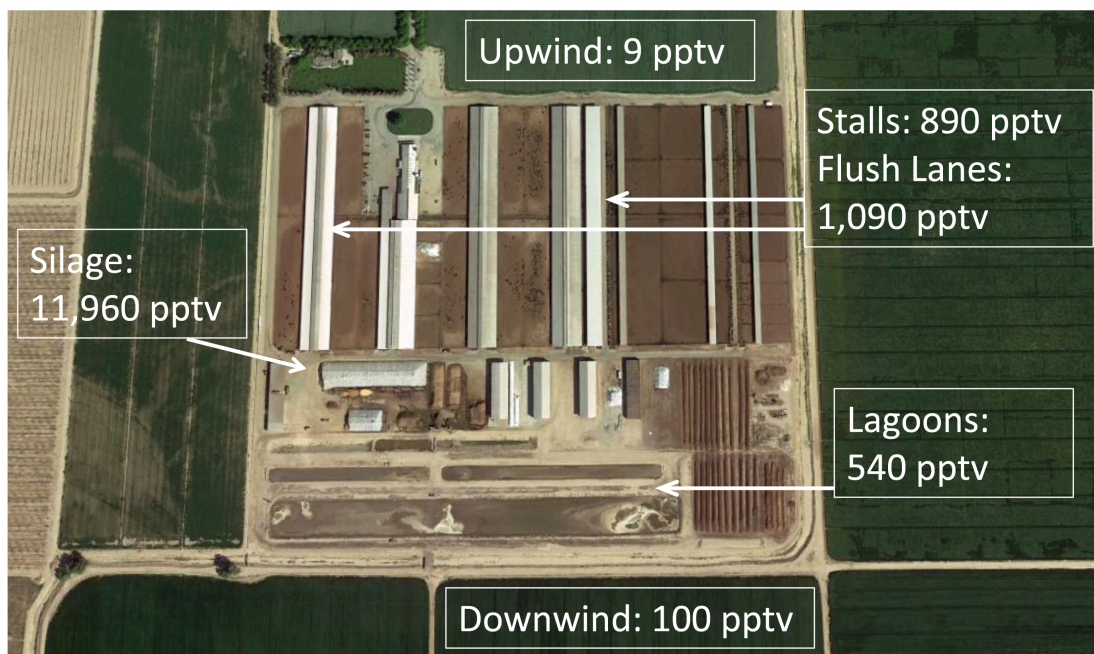 Upwind: 9 pptv
Stalls: 890 pptv
Flush Lanes:
1,090 pptv
Silage:
11,960 pptv
Lagoons:
540 pptv
Downwind: 100 pptv